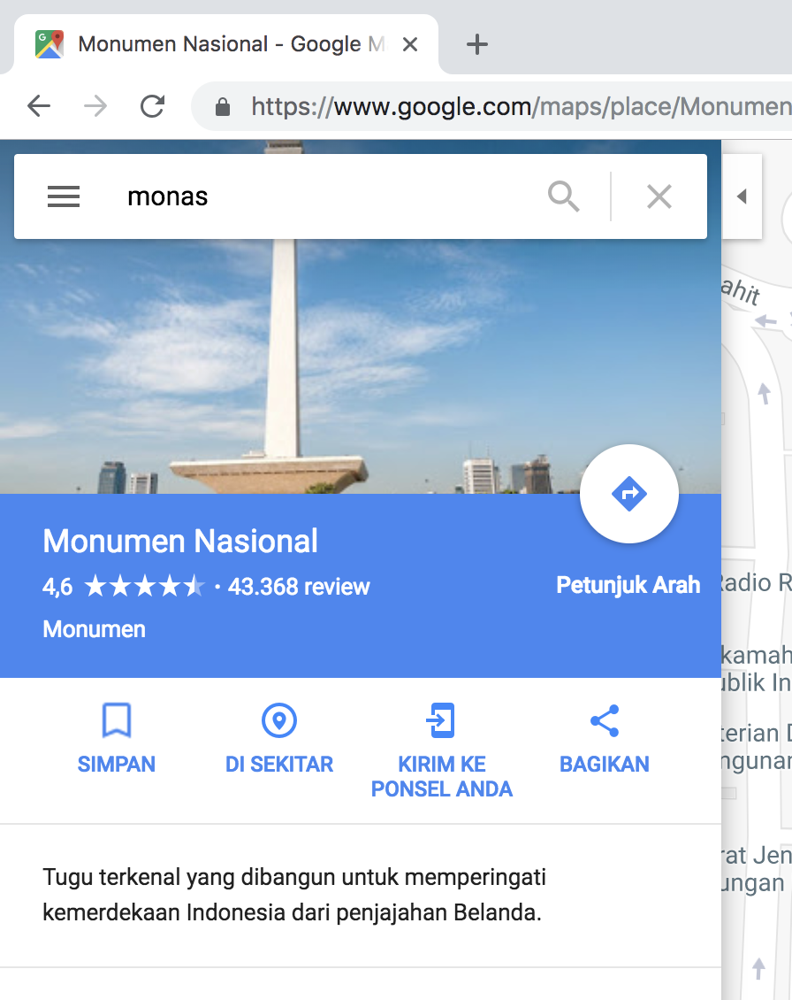 Monumen Nasional - Google M
https://www.google.com/maps/place/Monumen
monas
ahit
Monumen Nasional
4,6 43.368 review
Petunjuk Arah
Monumen
SIMPAN
DI SEKITAR
KIRIM KE
PONSEL ANDA
BAGIKAN
Tugu terkenal yang dibangun untuk memperingati
kemerdekaan Indonesia dari penjajahan Belanda.
Radio R
kamah
ublik In
terian D
ngunan
rat Jen
ungan